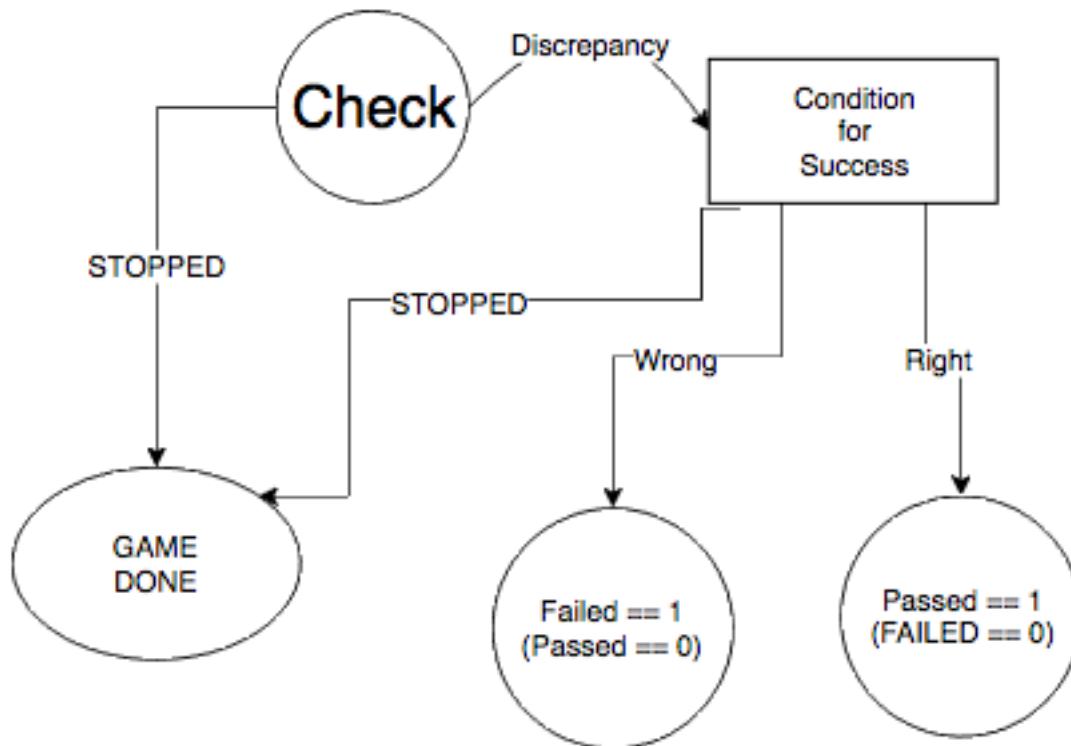 Discrepancy
Check
Condition
for
Success
STOPPED
STOPPED
Wrong
Right
GAME
DONE
Failed == 1
(Passed == 0)
Passed == 1
(FAILED == 0)